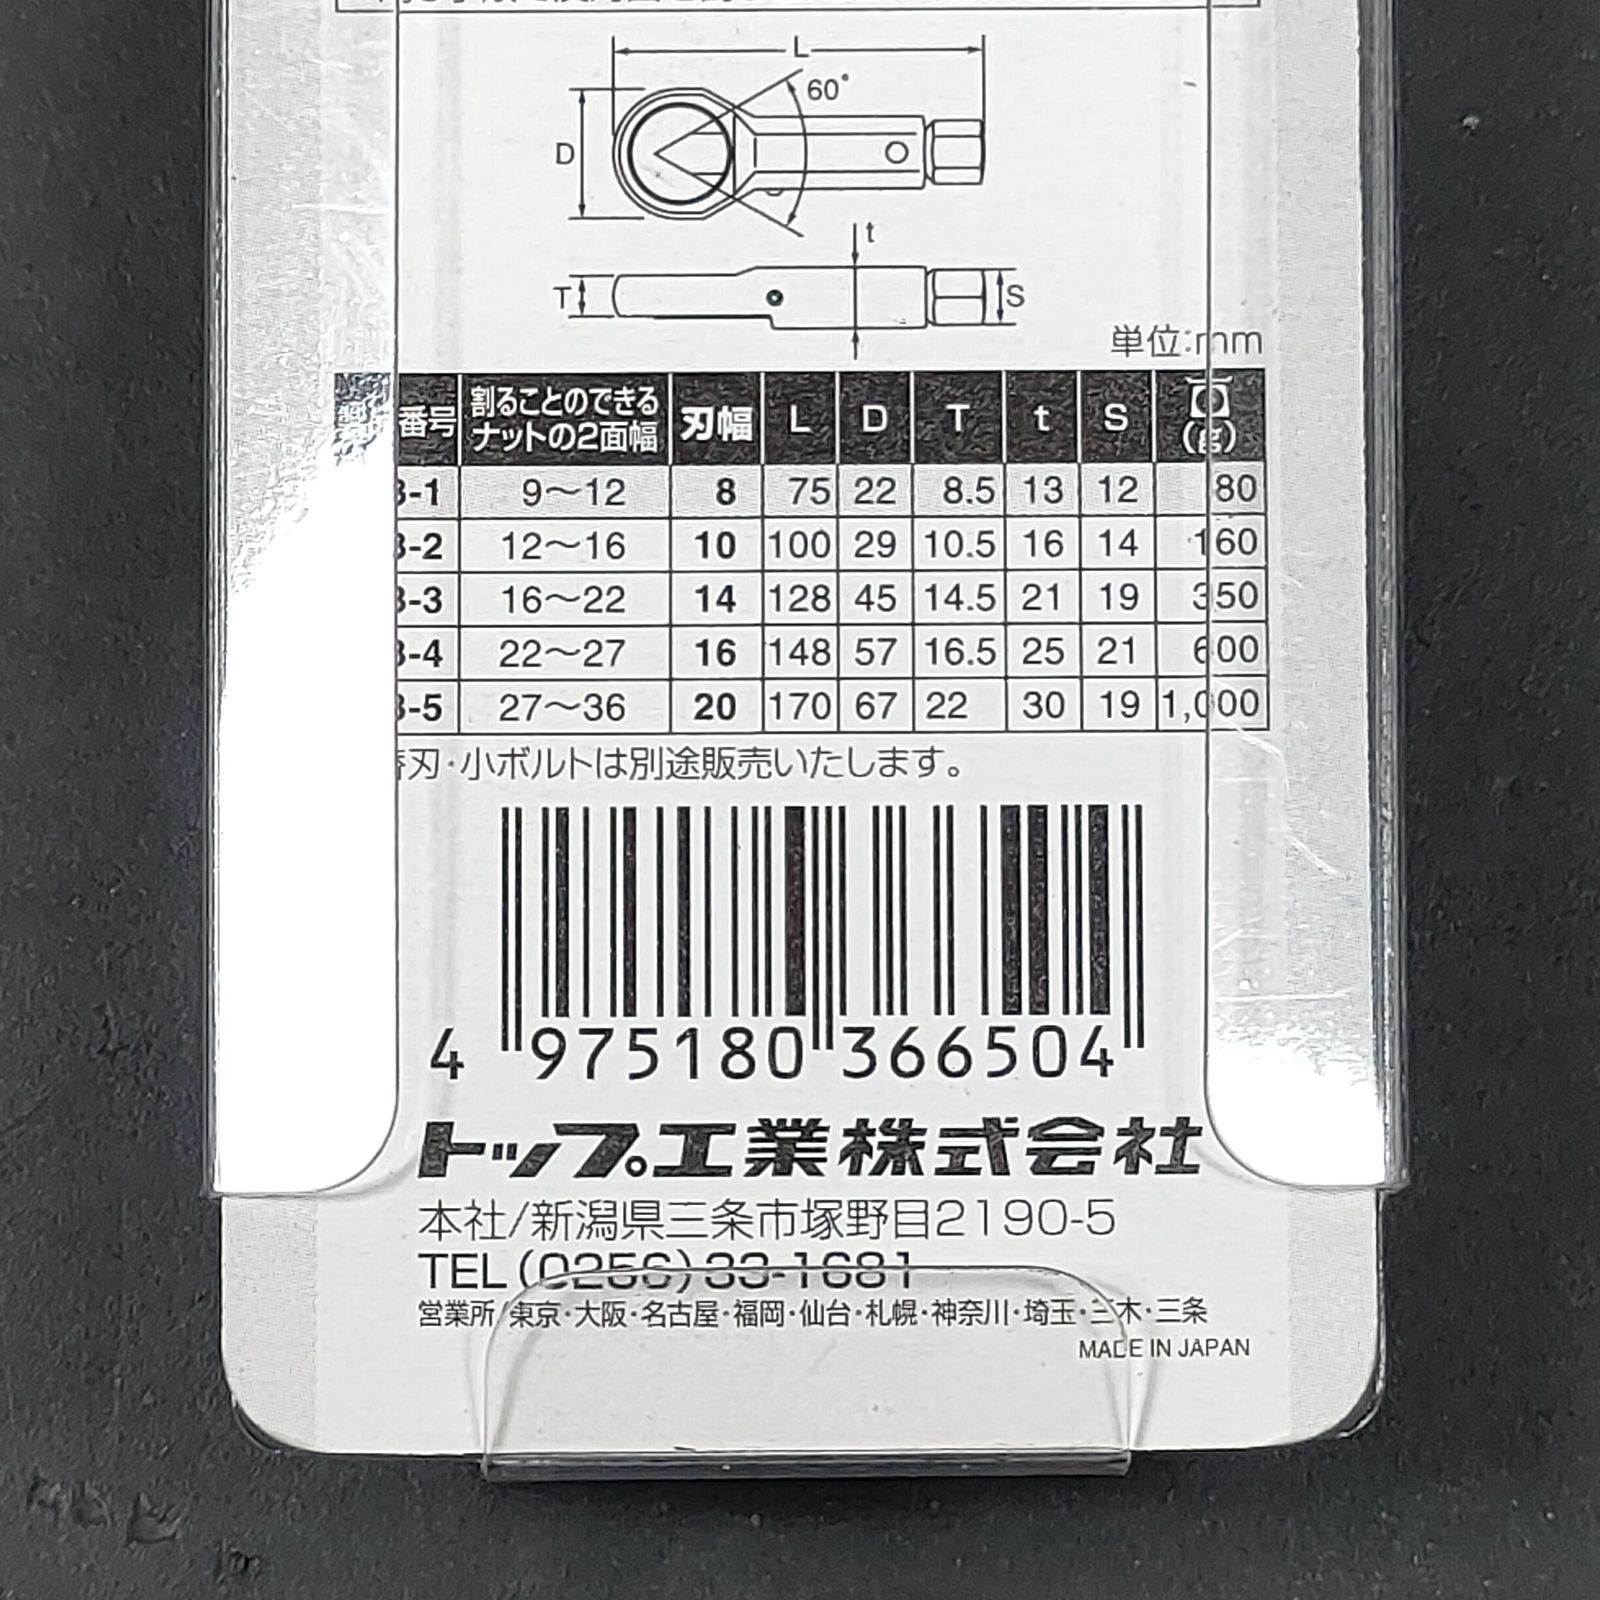 L
60°
D
t
T
S
単位:mm
番号 割ることのできるナットの2面幅 刃幅 L D T t S (g)
-1 9〜12 8 75 22 8.5 13 12 80
-2 12〜16 10 100 29 10.5 16 14 160
-3 16〜22 14 128 45 14.5 21 19 350
-4 22〜27 16 148 57 16.5 25 21 600
-5 27〜36 20 170 67 22 30 19 1,000
刃・小ボルトは別途販売いたします。
4 975180 366504
トップ工業株式会社
本社/新潟県三条市塚野目2190-5
TEL(0256)33-1681
営業所/東京・大阪・名古屋・福岡・仙台・札幌・神奈川・埼玉・三木・三条
MADE IN JAPAN